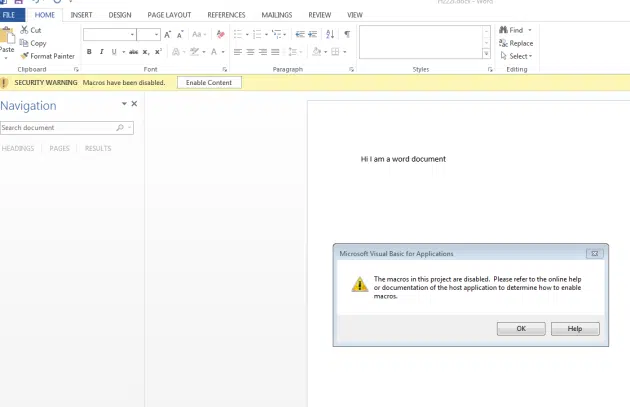 FILE HOME INSERT DESIGN PAGE LAYOUT REFERENCES MAILINGS REVIEW VIEW
Cut
Copy
Paste
Format Painter
Find
Replace
Select
B I U abc x₂ x²
Aa
Clipboard Font Paragraph Styles Editing
SECURITY WARNING Macros have been disabled. Enable Content
Navigation
Search document
HEADINGS PAGES RESULTS
Hi I am a word document
Microsoft Visual Basic for Applications
The macros in this project are disabled. Please refer to the online help
or documentation of the host application to determine how to enable
macros.
OK Help